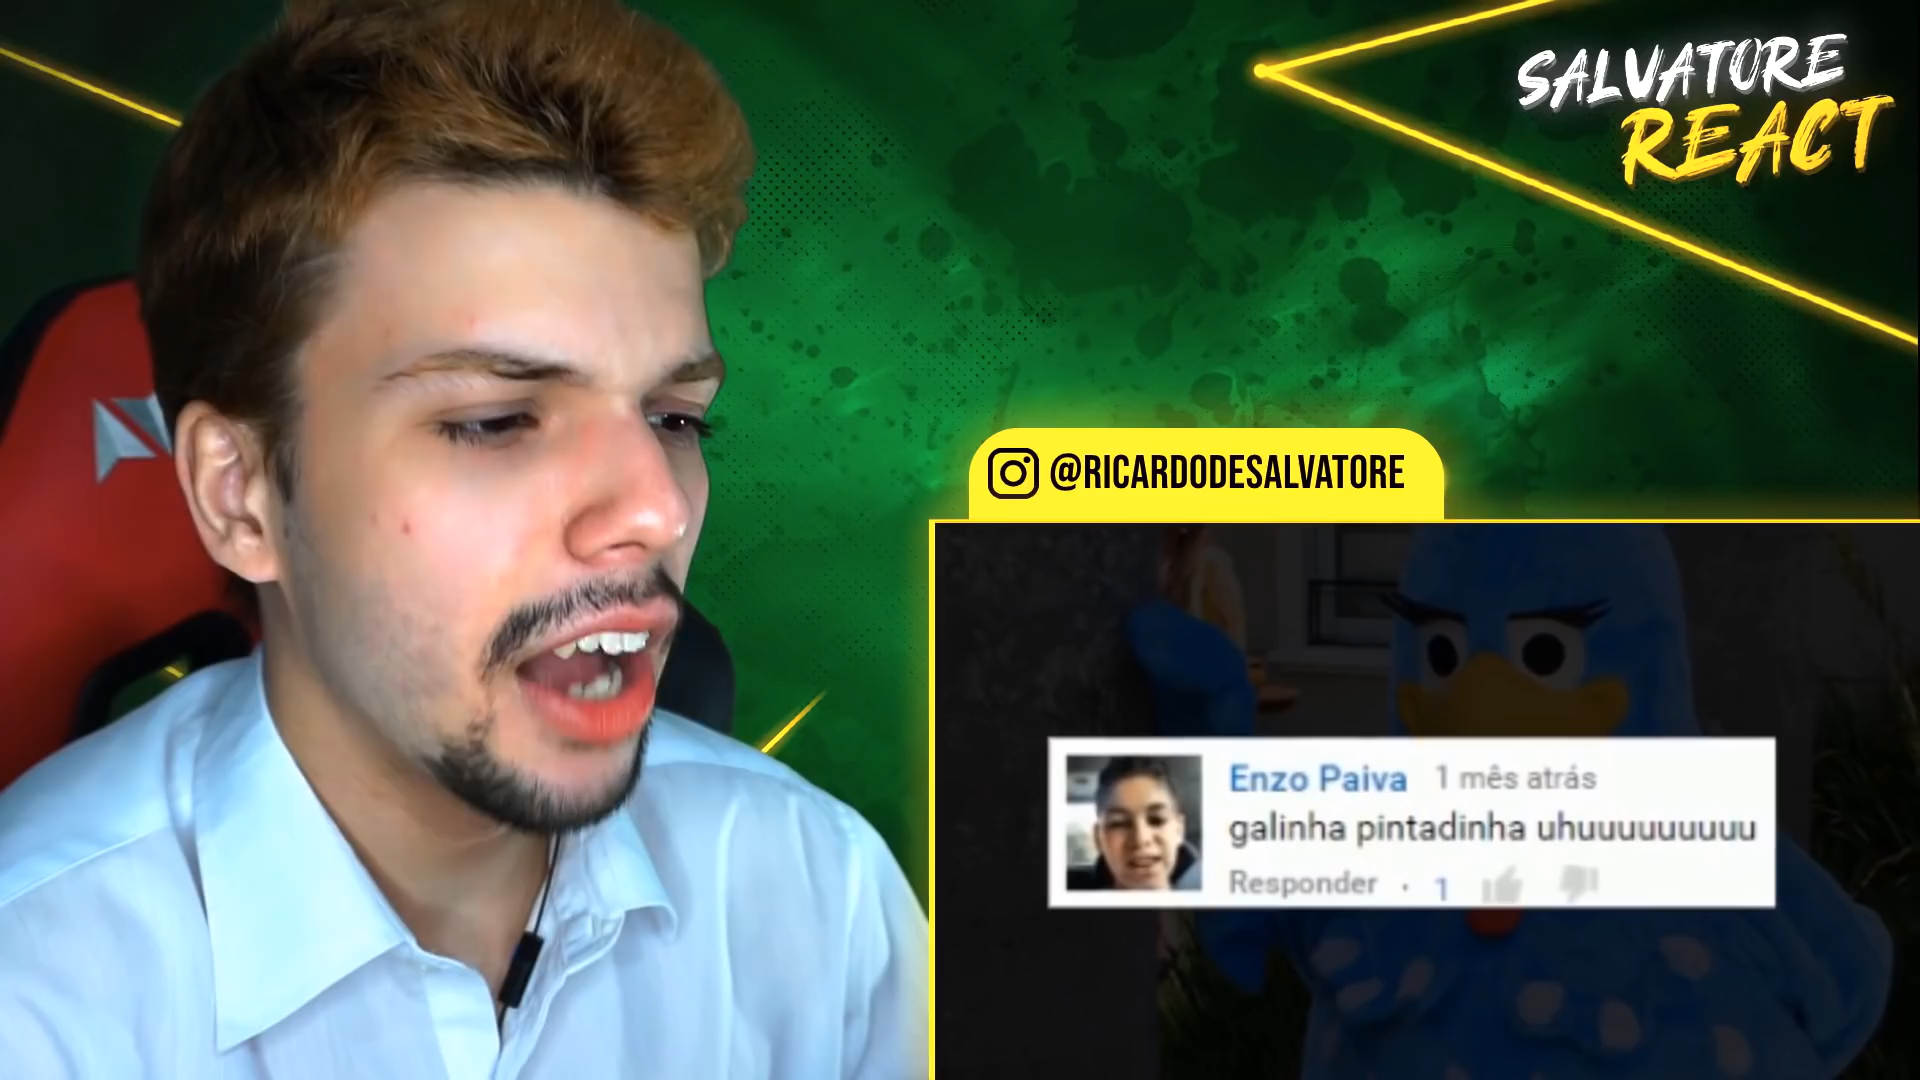 SALVATORE
REACT
@RICARDODESALVATORE
Enzo Paiva 1 mês atrás
galinha pintadinha uhuuuuuuuuu
Responder · 1